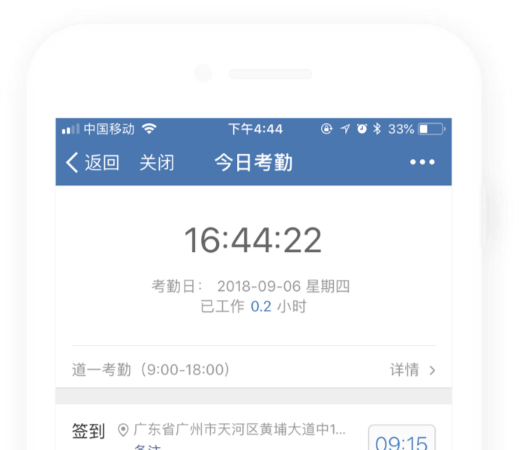 中国移动 下午4:44 33%
返回 关闭 今日考勤
16:44:22
考勤日： 2018-09-06 星期四
已工作 0.2 小时
道一考勤（9:00-18:00） 详情
签到 广东省广州市天河区黄埔大道中1... 09:15